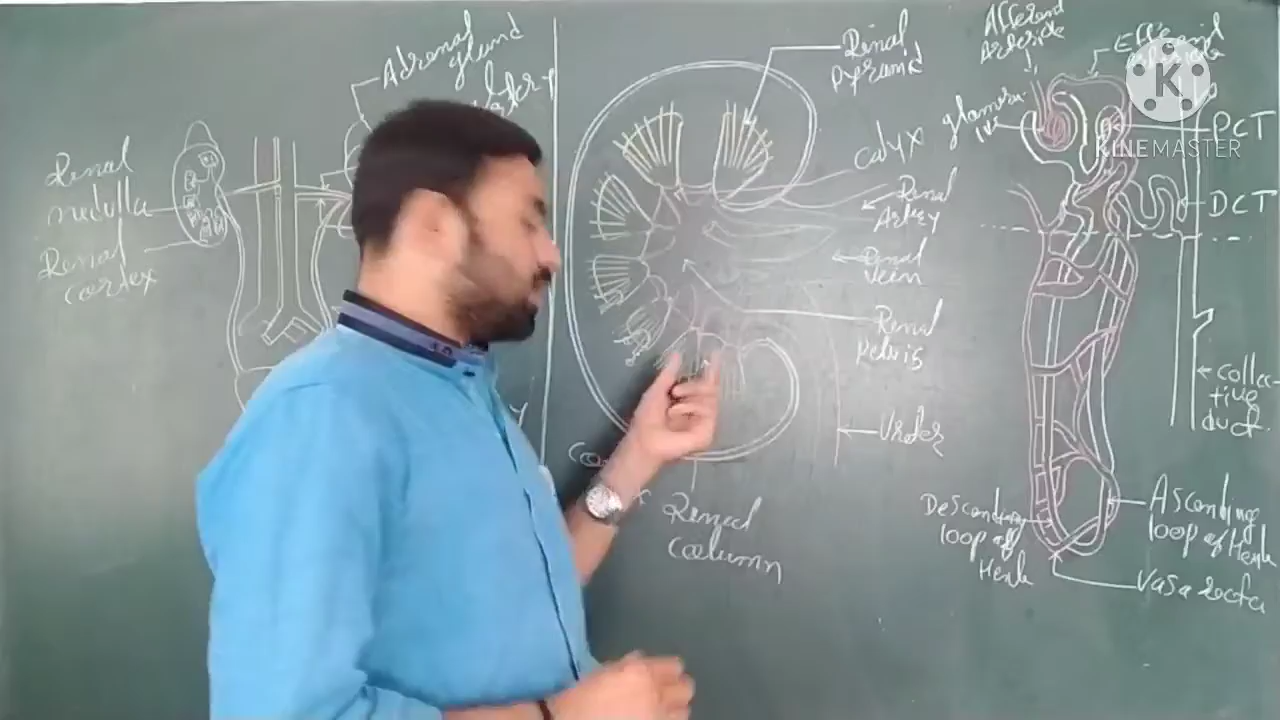 Adrenal
gland
Renal
medulla
Renal
cortex
Renal
pyramid
calyx
Renal
Artery
Renal
vein
Renal
Pelvis
Ureter
Renal
column
Afferent
Arteriole
PCT
DCT
collec-
tive
duct.
Descending
loop of
Henle
Ascending
loop of Henle
Vasa recta
K
KINEMASTER